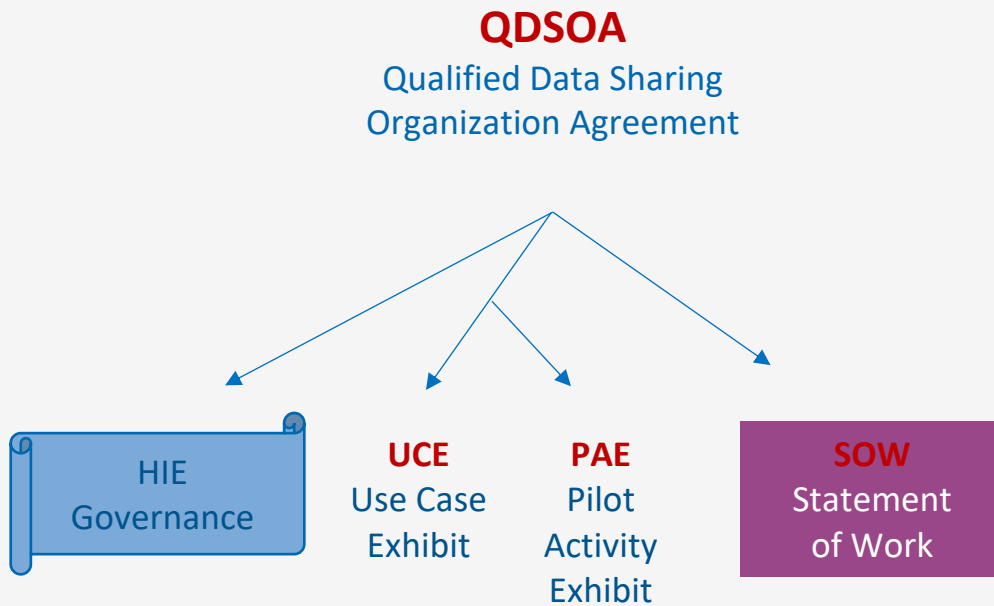 QDSOA
Qualified Data Sharing
Organization Agreement
HIE
Governance
UCE
Use Case
Exhibit
PAE
Pilot
Activity
Exhibit
SOW
Statement
of Work